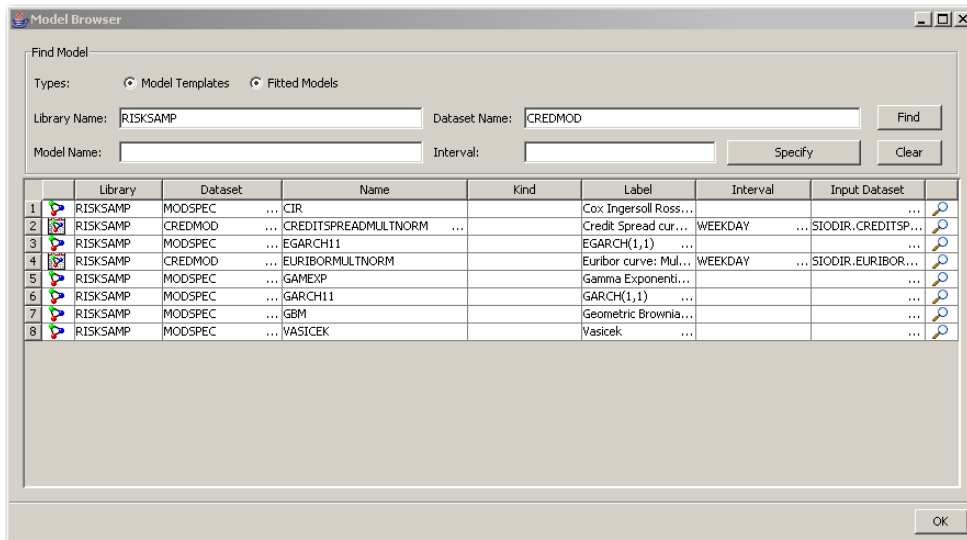 Model Browser
Find Model
Types: Model Templates Fitted Models
Library Name: RISKSAMP Dataset Name: CREDMOD Find
Model Name: Interval: Specify Clear
Library Dataset Name Kind Label Interval Input Dataset
1 RISKSAMP MODSPEC ... CIR Cox Ingersoll Ross... ...
2 RISKSAMP CREDMOD ... CREDITSPREADMULTNORM ... Credit Spread cur... WEEKDAY ... SIODIR.CREDITSP...
3 RISKSAMP MODSPEC ... EGARCH11 EGARCH(1,1) ... ...
4 RISKSAMP CREDMOD ... EURIBORMULTNORM Euribor curve: Mul... WEEKDAY ... SIODIR.EURIBOR...
5 RISKSAMP MODSPEC ... GAMEXP Gamma Exponenti... ...
6 RISKSAMP MODSPEC ... GARCH11 GARCH(1,1) ... ...
7 RISKSAMP MODSPEC ... GBM Geometric Brownia... ...
8 RISKSAMP MODSPEC ... VASICEK Vasicek ... ...
OK